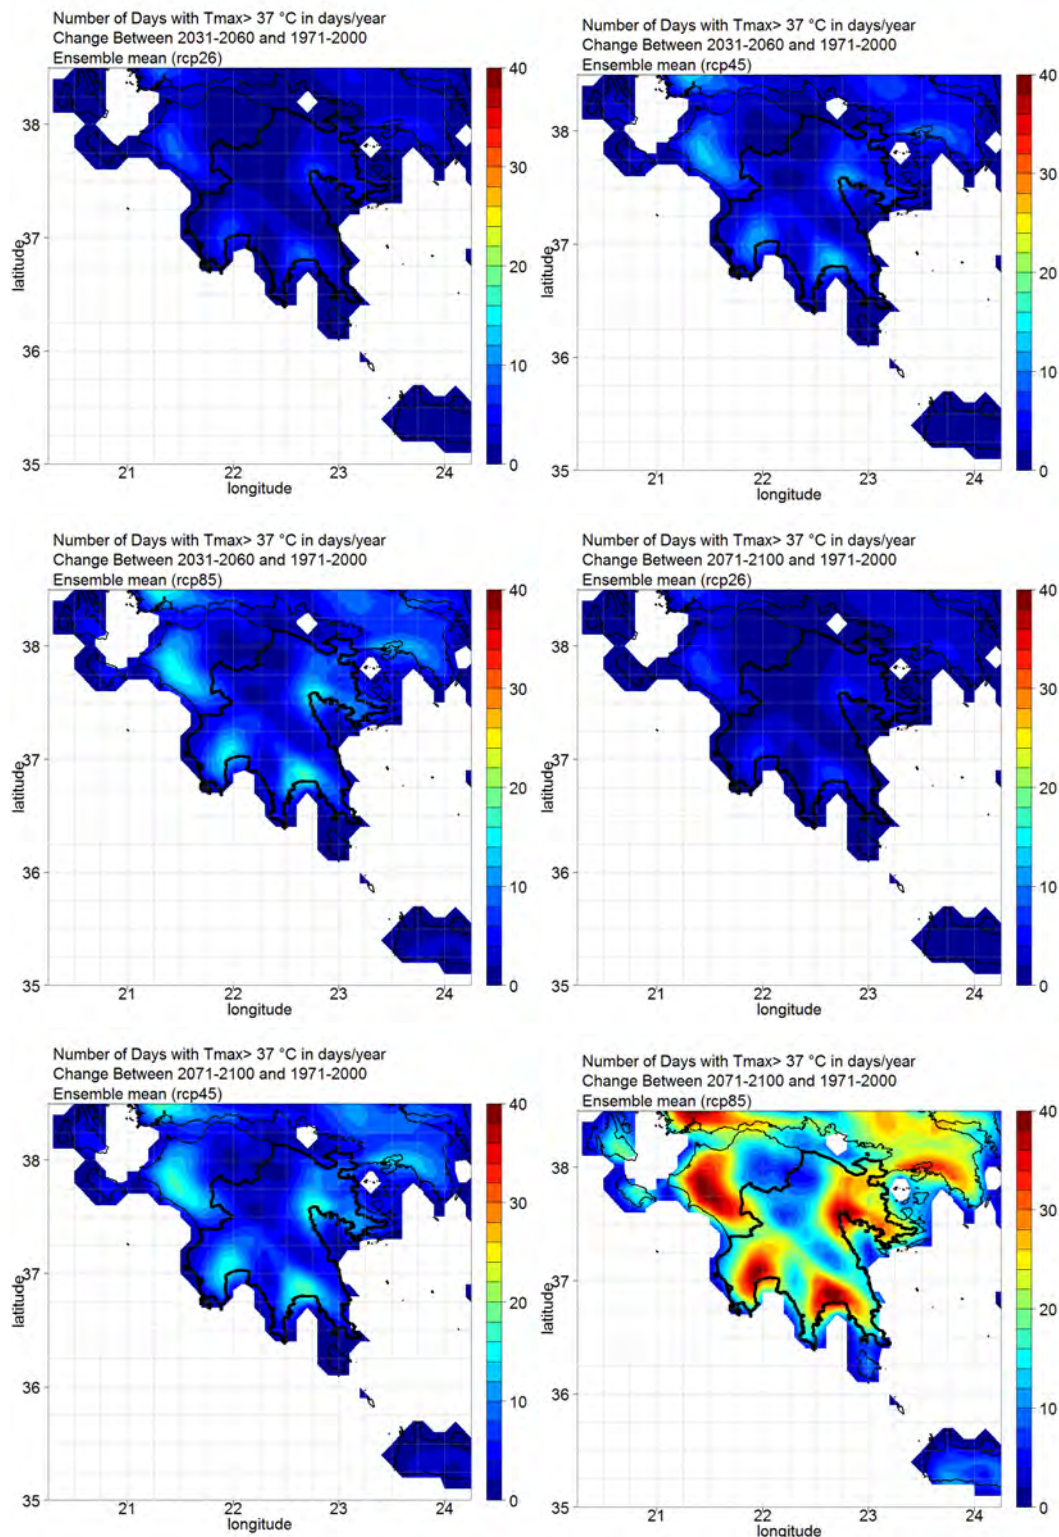 Number of Days with Tmax> 37 °C in days/year
Change Between 2031-2060 and 1971-2000
Ensemble mean (rcp26)
40
30
20
10
0
38
37
36
35
latitude
21 22 23 24
longitude
Number of Days with Tmax> 37 °C in days/year
Change Between 2031-2060 and 1971-2000
Ensemble mean (rcp45)
40
30
20
10
0
38
37
36
35
latitude
21 22 23 24
longitude
Number of Days with Tmax> 37 °C in days/year
Change Between 2031-2060 and 1971-2000
Ensemble mean (rcp85)
40
30
20
10
0
38
37
36
35
latitude
21 22 23 24
longitude
Number of Days with Tmax> 37 °C in days/year
Change Between 2071-2100 and 1971-2000
Ensemble mean (rcp26)
40
30
20
10
0
38
37
36
35
latitude
21 22 23 24
longitude
Number of Days with Tmax> 37 °C in days/year
Change Between 2071-2100 and 1971-2000
Ensemble mean (rcp45)
40
30
20
10
0
38
37
36
35
latitude
21 22 23 24
longitude
Number of Days with Tmax> 37 °C in days/year
Change Between 2071-2100 and 1971-2000
Ensemble mean (rcp85)
40
30
20
10
0
38
37
36
35
latitude
21 22 23 24
longitude